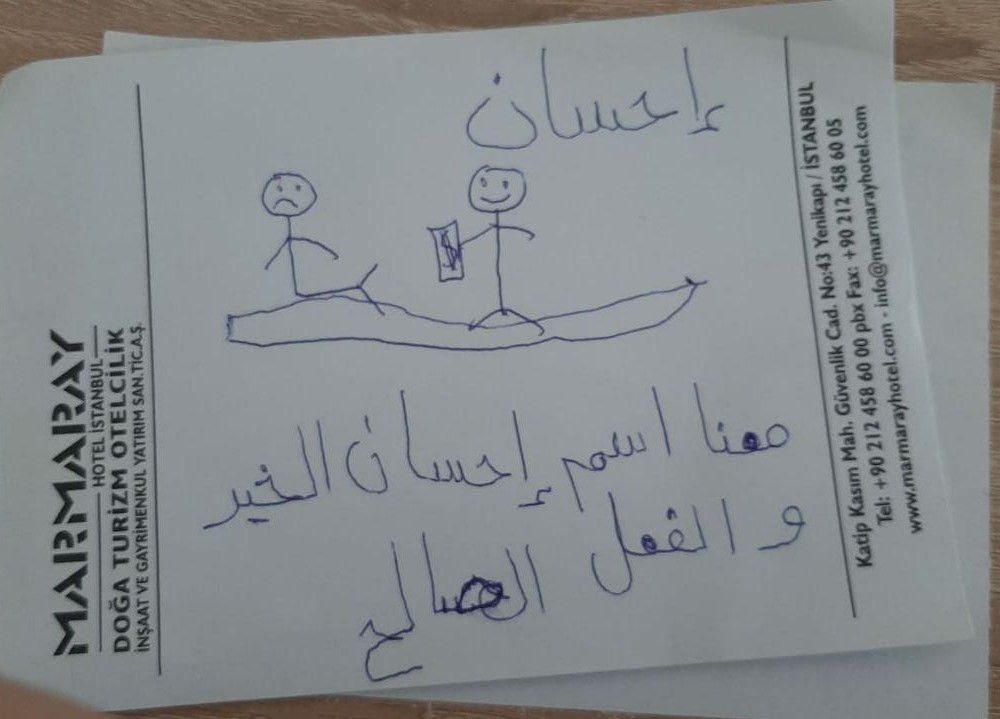 MARMARAY
HOTEL İSTANBUL
DOĞA TURİZM OTELCİLİK
İNŞAAT VE GAYRİMENKUL YATIRIM SAN.TİC.A.Ş.
إحسان
$
معنا اسم إحسان الخير
و الفعل الصالح
Katip Kasım Mah. Güvenlik Cad. No:43 Yenikapı / İSTANBUL
Tel: +90 212 458 60 00 pbx Fax: +90 212 458 60 05
www.marmarayhotel.com - info@marmarayhotel.com